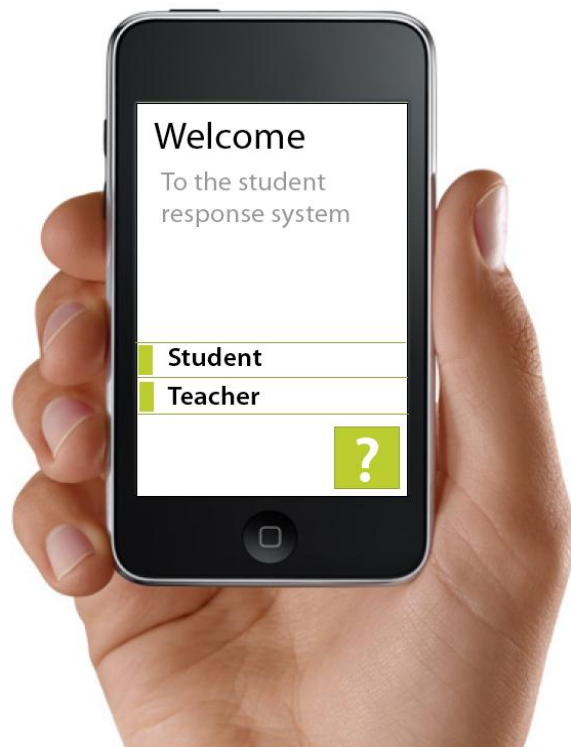 Welcome
To the student
response system
Student
Teacher
?